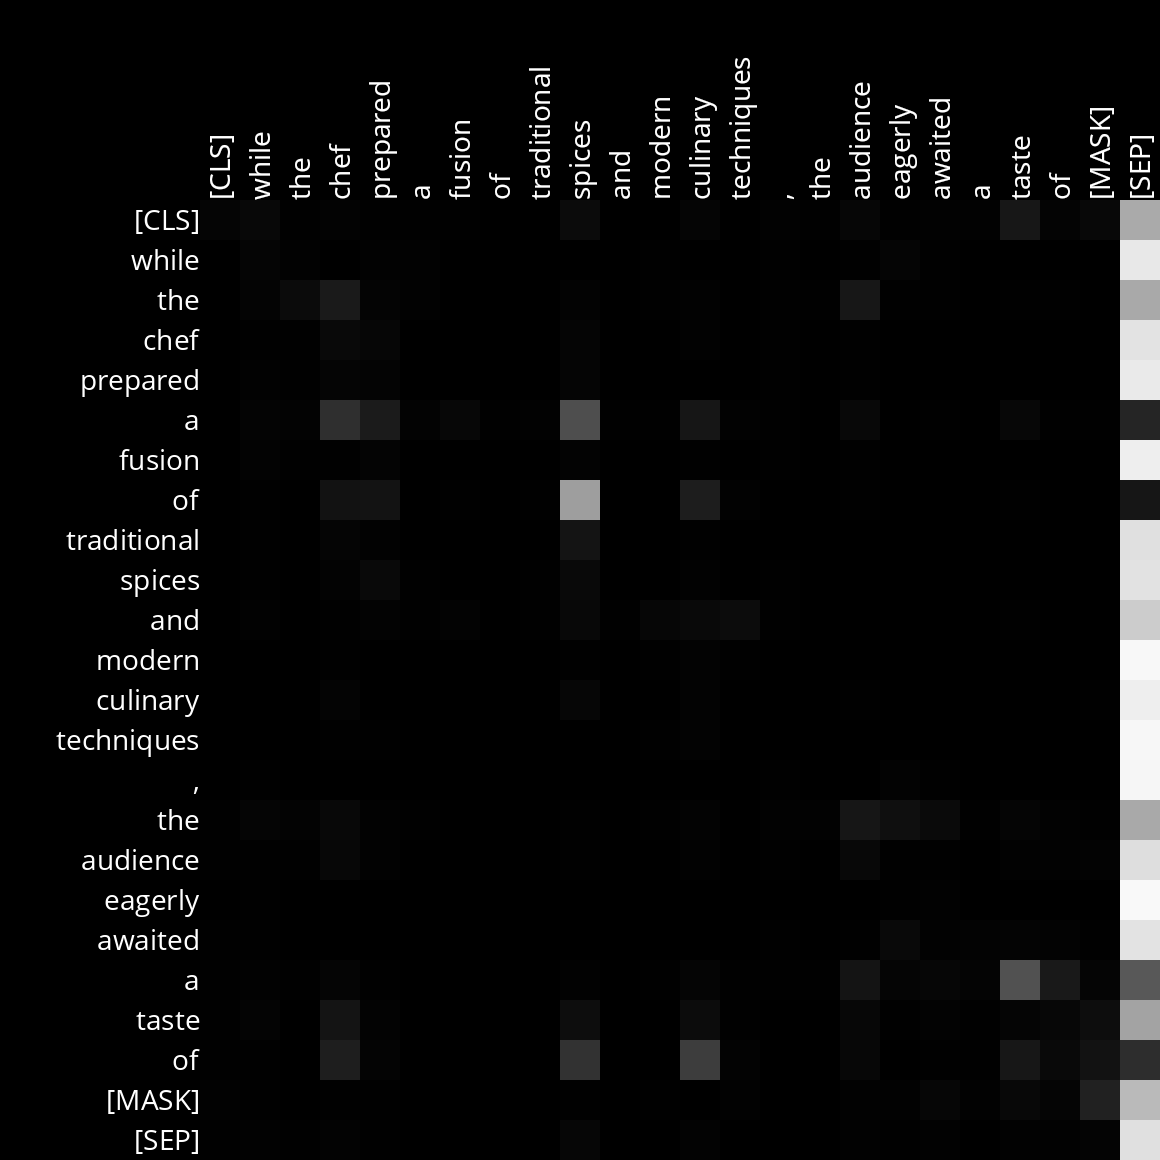 [CLS] while the chef prepared a fusion of traditional spices and modern culinary techniques , the audience eagerly awaited a taste of [MASK] [SEP]
[CLS]
while
the
chef
prepared
a
fusion
of
traditional
spices
and
modern
culinary
techniques
,
the
audience
eagerly
awaited
a
taste
of
[MASK]
[SEP]